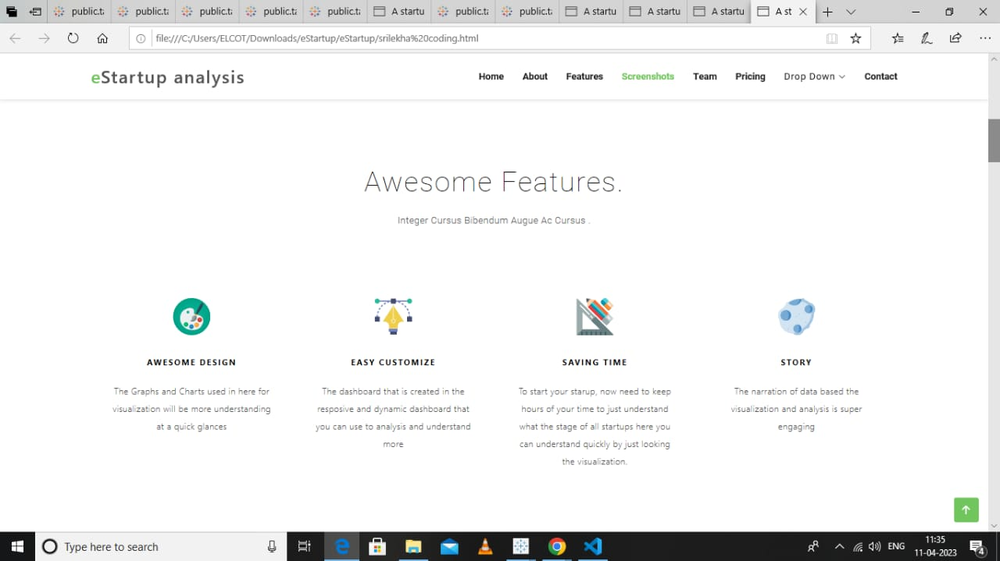 public.ta
public.ta
public.ta
public.ta
public.ta
A startu
public.ta
public.ta
A startu
A startu
A startu
A st
file:///C:/Users/ELCOT/Downloads/eStartup/eStartup/srilekha%20coding.html
eStartup analysis
Home About Features Screenshots Team Pricing Drop Down Contact
Awesome Features.
Integer Cursus Bibendum Augue Ac Cursus .
AWESOME DESIGN
The Graphs and Charts used in here for
visualization will be more understanding
at a quick glances
EASY CUSTOMIZE
The dashboard that is created in the
resposive and dynamic dashboard that
you can use to analysis and understand
more
SAVING TIME
To start your starup, now need to keep
hours of your time to just understand
what the stage of all startups here you
can understand quickly by just looking
the visualization.
STORY
The narration of data based the
visualization and analysis is super
engaging
Type here to search
ENG
11:35
11-04-2023
4